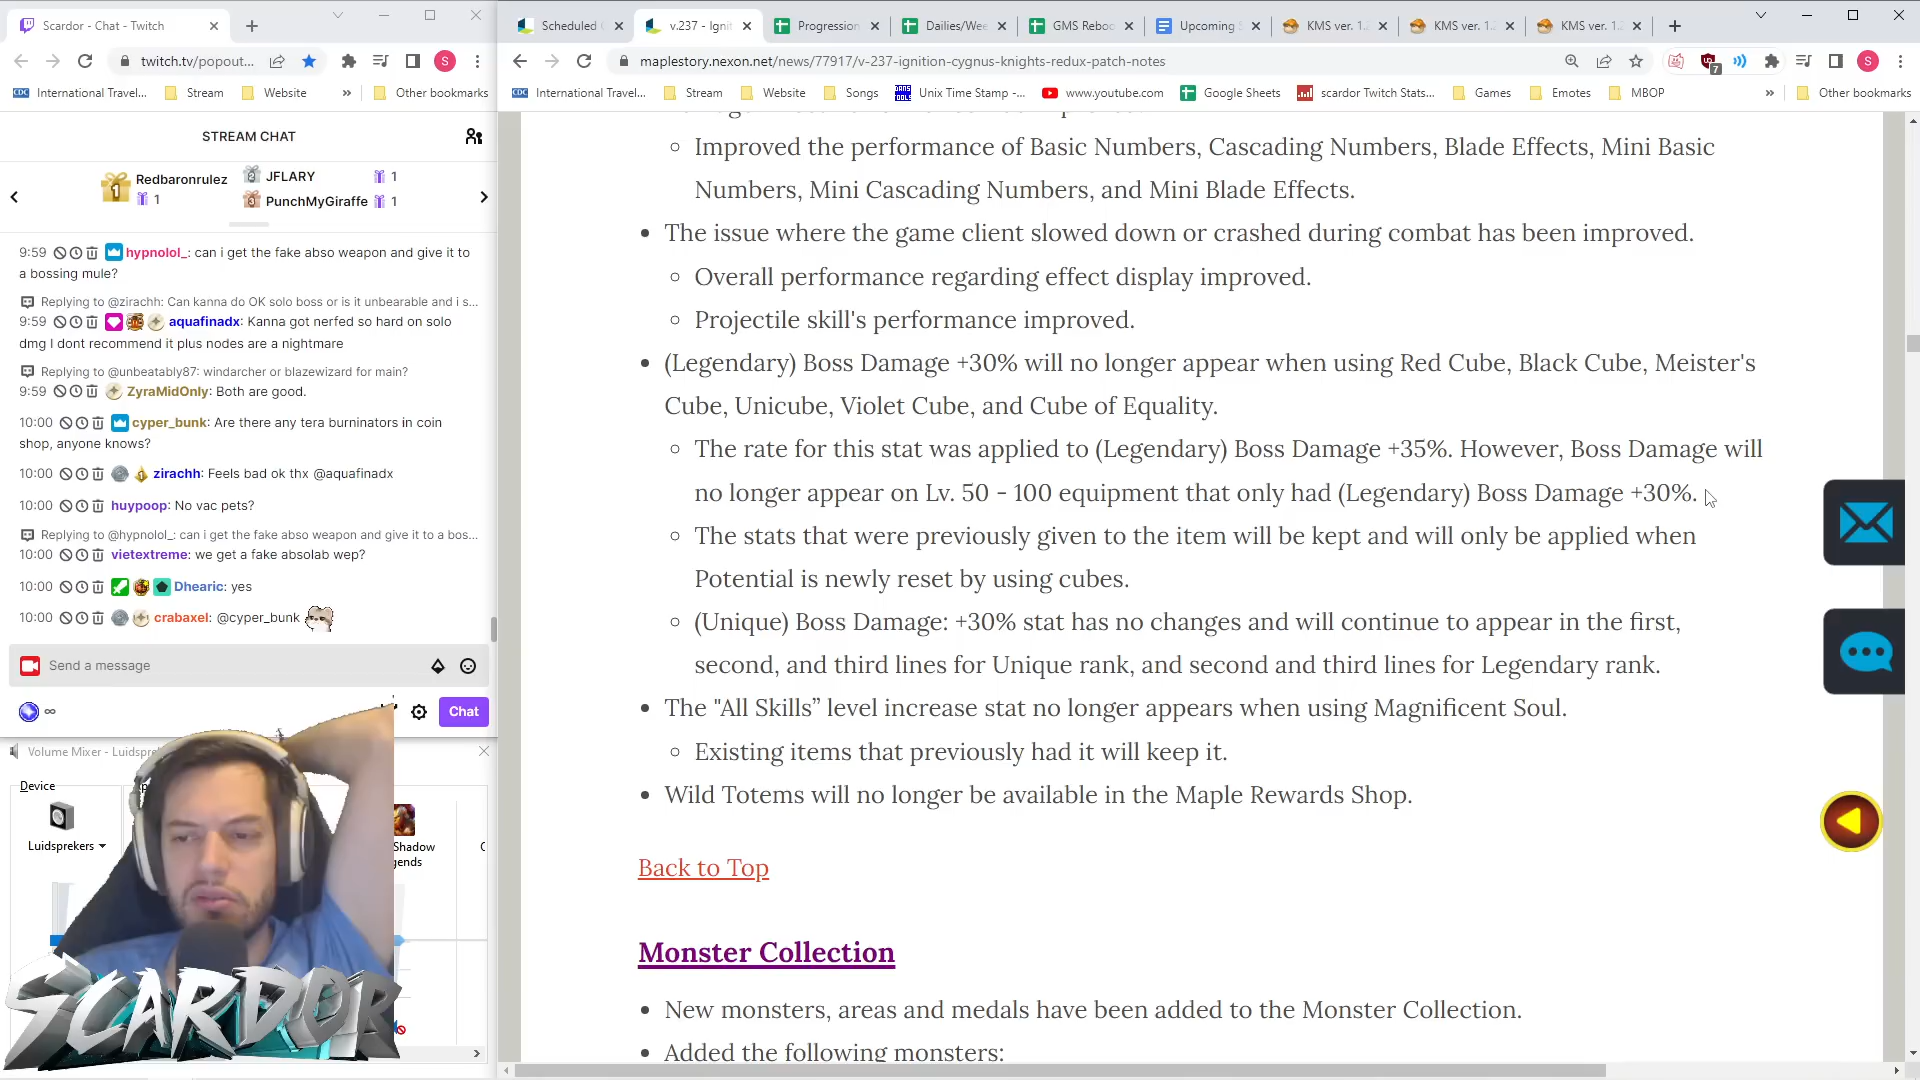 Scardor - Chat - Twitch
Scheduled
v.237 - Ignit
Progression
Dailies/Wee
GMS Reboo
Upcoming S
KMS ver. 1.2
KMS ver. 1.2
KMS ver. 1.2
twitch.tv/popout...
S
maplestory.nexon.net/news/77917/v-237-ignition-cygnus-knights-redux-patch-notes
7
S
International Travel...
Stream
Website
Other bookmarks
International Travel...
Stream
Website
Songs
Unix Time Stamp -...
www.youtube.com
Google Sheets
scardor Twitch Stats...
Games
Emotes
MBOP
Other bookmarks
STREAM CHAT
1 Redbaronrulez 1
2 JFLARY 1
3 PunchMyGiraffe 1
9:59 hypnolol_: can i get the fake abso weapon and give it to
a bossing mule?
Replying to @zirachh: Can kanna do OK solo boss or is it unbearable and i s...
9:59 aquafinadx: Kanna got nerfed so hard on solo
dmg I dont recommend it plus nodes are a nightmare
Replying to @unbeatably87: windarcher or blazewizard for main?
9:59 ZyraMidOnly: Both are good.
10:00 cyper_bunk: Are there any tera burninators in coin
shop, anyone knows?
10:00 zirachh: Feels bad ok thx @aquafinadx
10:00 huypoop: No vac pets?
Replying to @hypnolol_: can i get the fake abso weapon and give it to a bos...
10:00 vietextreme: we get a fake absolab wep?
10:00 Dhearic: yes
10:00 crabaxel: @cyper_bunk
Send a message
∞
Chat
Volume Mixer - Luidspre
Device
Luidsprekers
Shadow
gends
SCARDOR
Improved the performance of Basic Numbers, Cascading Numbers, Blade Effects, Mini Basic
Numbers, Mini Cascading Numbers, and Mini Blade Effects.
The issue where the game client slowed down or crashed during combat has been improved.
Overall performance regarding effect display improved.
Projectile skill's performance improved.
(Legendary) Boss Damage +30% will no longer appear when using Red Cube, Black Cube, Meister's
Cube, Unicube, Violet Cube, and Cube of Equality.
The rate for this stat was applied to (Legendary) Boss Damage +35%. However, Boss Damage will
no longer appear on Lv. 50 - 100 equipment that only had (Legendary) Boss Damage +30%.
The stats that were previously given to the item will be kept and will only be applied when
Potential is newly reset by using cubes.
(Unique) Boss Damage: +30% stat has no changes and will continue to appear in the first,
second, and third lines for Unique rank, and second and third lines for Legendary rank.
The "All Skills” level increase stat no longer appears when using Magnificent Soul.
Existing items that previously had it will keep it.
Wild Totems will no longer be available in the Maple Rewards Shop.
Back to Top
Monster Collection
New monsters, areas and medals have been added to the Monster Collection.
Added the following monsters: